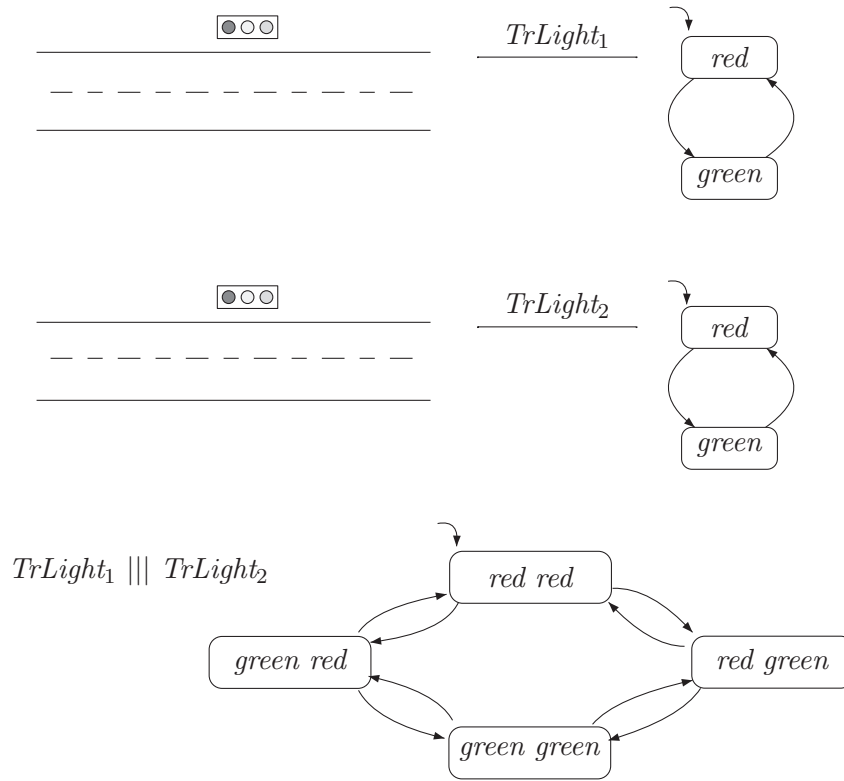 TrLight₁
red
green
TrLight₂
red
green
TrLight₁ ||| TrLight₂
red red
green red
red green
green green